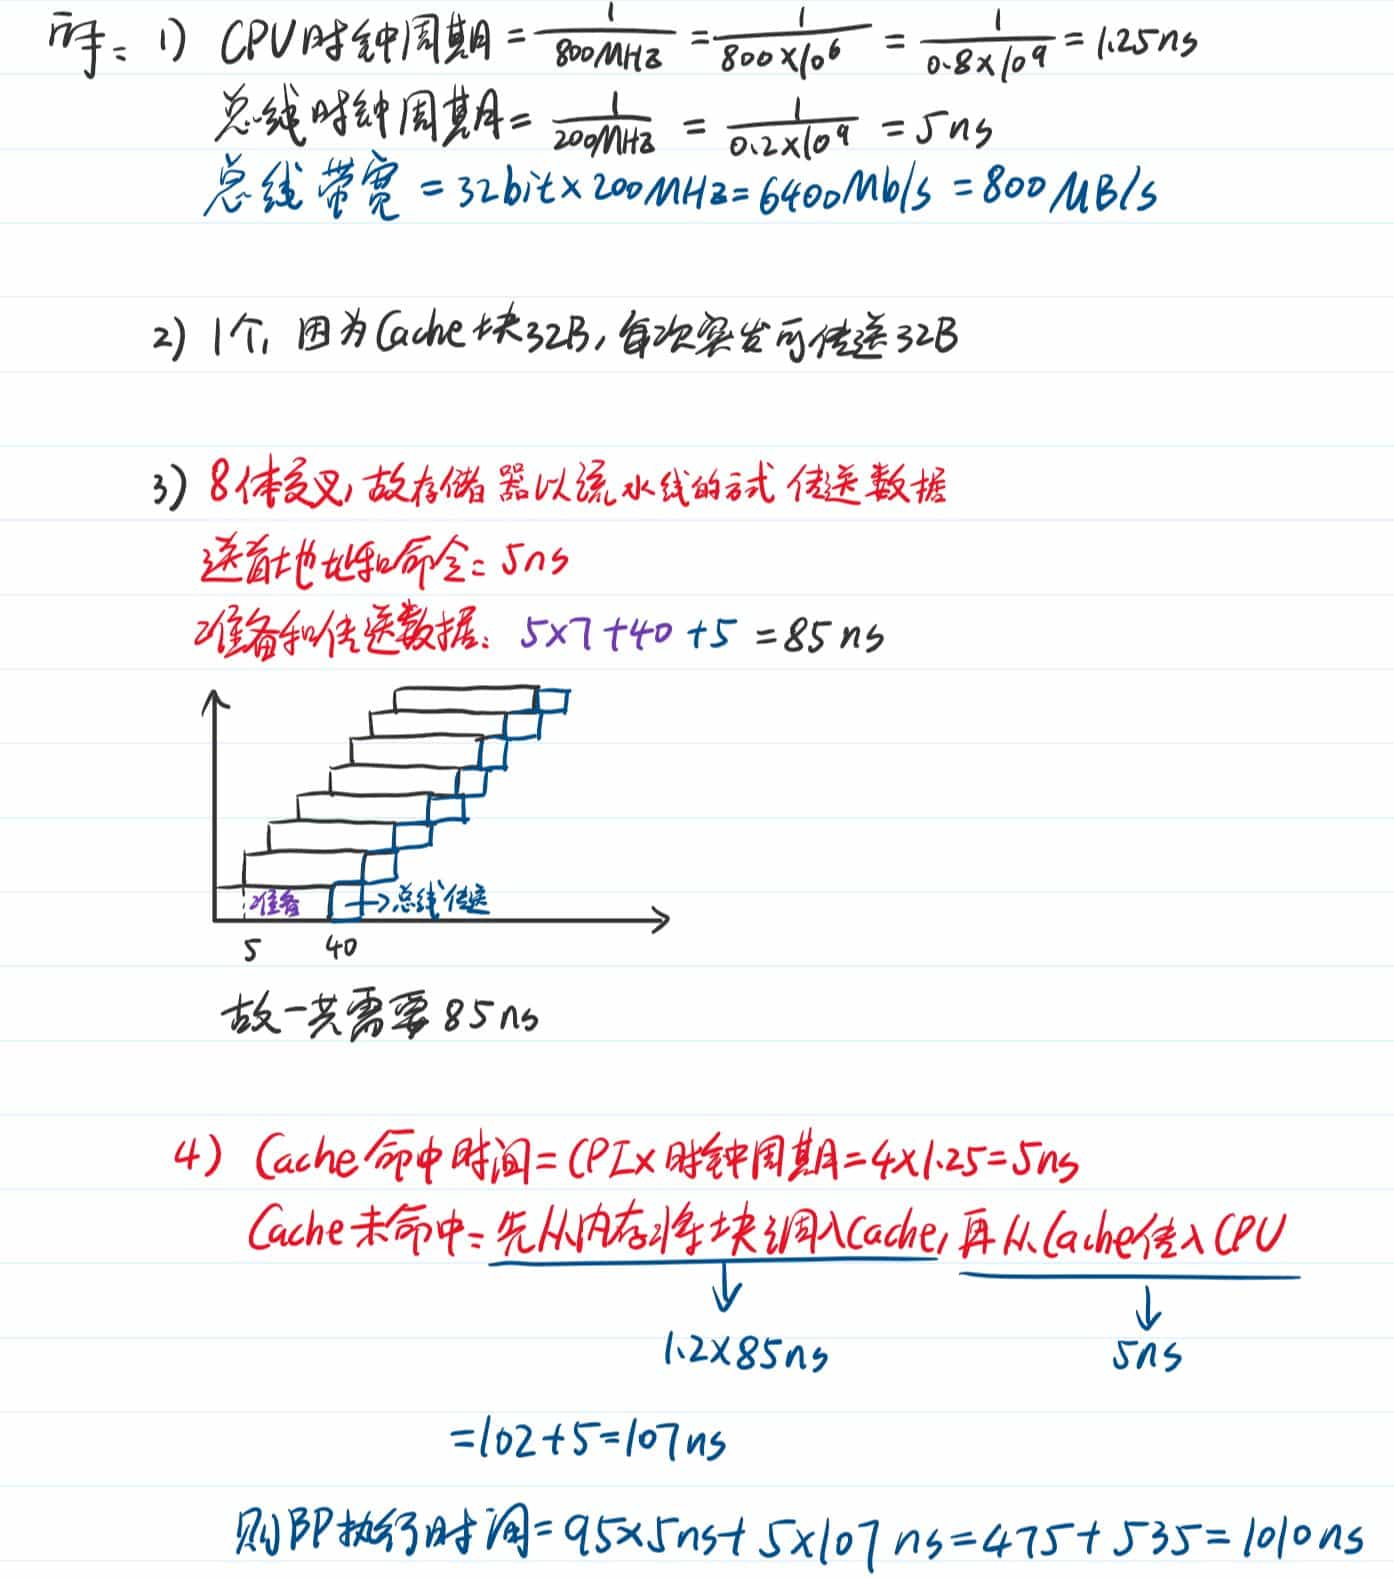 解: 1) CPU时钟周期 = 1/800MHz = 1/800×10^6 = 1/0.8×10^9 = 1.25ns
总线时钟周期 = 1/200MHz = 1/0.2×10^9 = 5ns
总线带宽 = 32bit×200MHz=6400Mb/s = 800MB/s
2) 1个, 因为Cache块32B, 每次突发可传送32B
3) 8体交叉, 故存储器以流水线的方式传送数据
送首地址和命令: 5ns
准备和传送数据: 5×7+40+5 = 85ns
准备 → 总线传送
5 40
故一共需要85ns
4) Cache命中时间=CPI×时钟周期=4×1.25=5ns
Cache未命中: 先从内存将块调入Cache, 再从Cache传入CPU
1.2×85ns 5ns
=102+5=107ns
则BP执行时间=95×5ns+5×107ns=475+535=1010ns